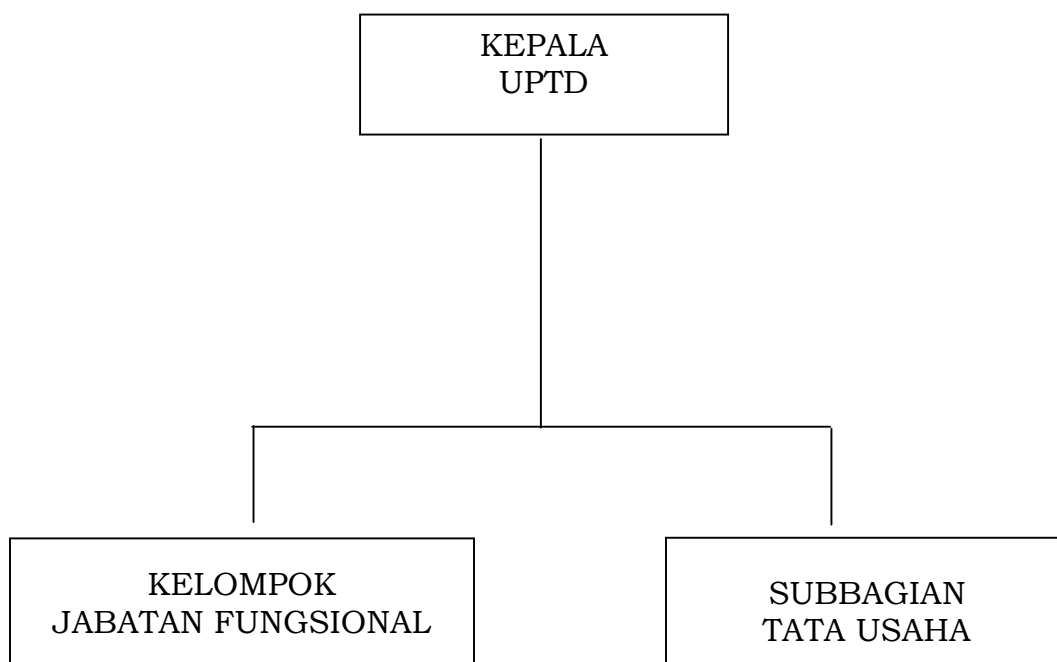 KEPALA
UPTD
KELOMPOK
JABATAN FUNGSIONAL
SUBBAGIAN
TATA USAHA